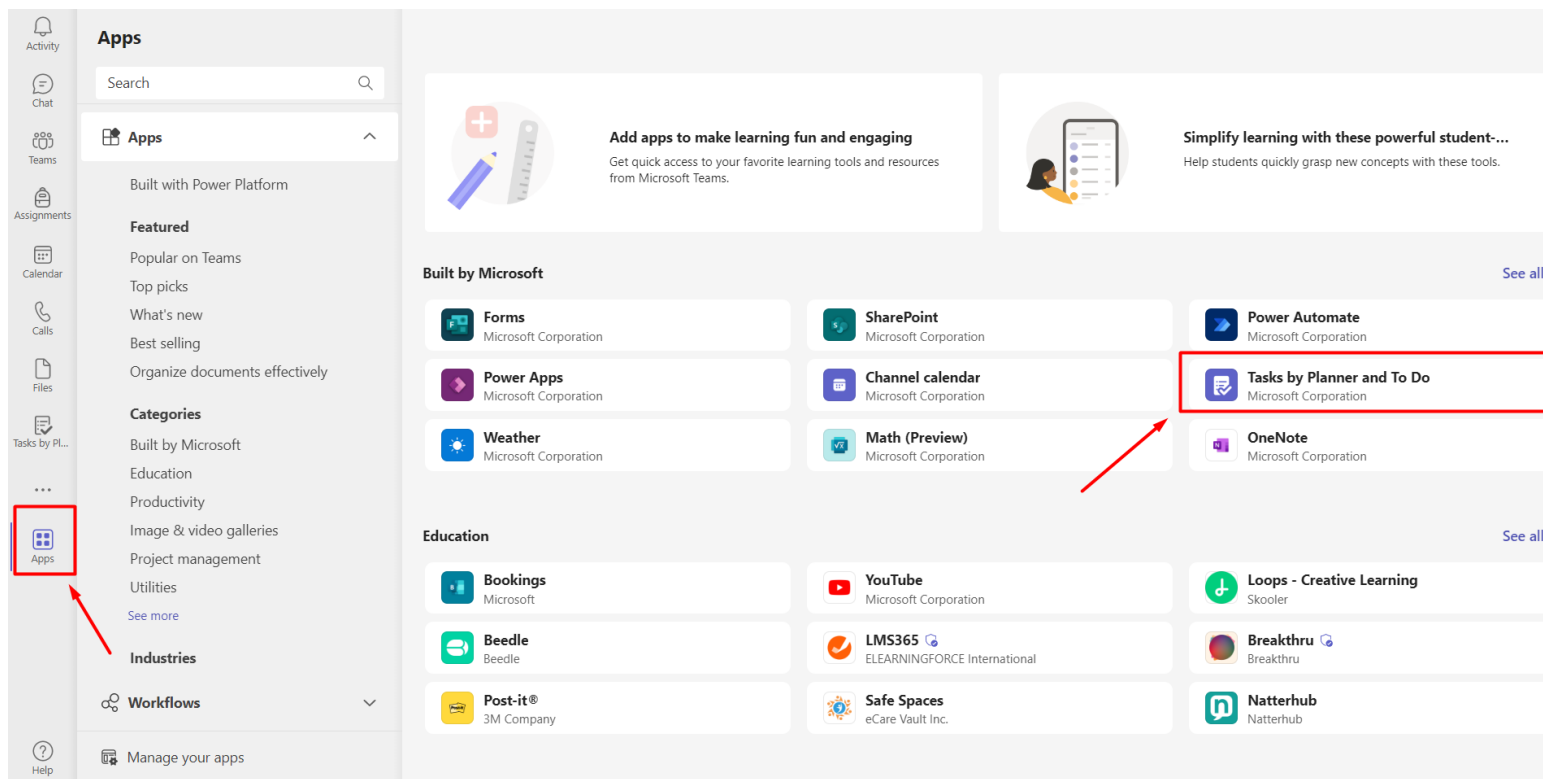 Activity
Chat
Teams
Assignments
Calendar
Calls
Files
Tasks by Pl...
Apps
Help
Apps
Search
Apps
Built with Power Platform
Featured
Popular on Teams
Top picks
What's new
Best selling
Organize documents effectively
Categories
Built by Microsoft
Education
Productivity
Image & video galleries
Project management
Utilities
See more
Industries
Workflows
Manage your apps
Add apps to make learning fun and engaging
Get quick access to your favorite learning tools and resources
from Microsoft Teams.
Simplify learning with these powerful student-...
Help students quickly grasp new concepts with these tools.
Built by Microsoft
See all
Forms
Microsoft Corporation
SharePoint
Microsoft Corporation
Power Automate
Microsoft Corporation
Power Apps
Microsoft Corporation
Channel calendar
Microsoft Corporation
Tasks by Planner and To Do
Microsoft Corporation
Weather
Microsoft Corporation
Math (Preview)
Microsoft Corporation
OneNote
Microsoft Corporation
Education
See all
Bookings
Microsoft
YouTube
Microsoft Corporation
Loops - Creative Learning
Skooler
Beedle
Beedle
LMS365
ELEARNINGFORCE International
Breakthru
Breakthru
Post-it®
3M Company
Safe Spaces
eCare Vault Inc.
Natterhub
Natterhub